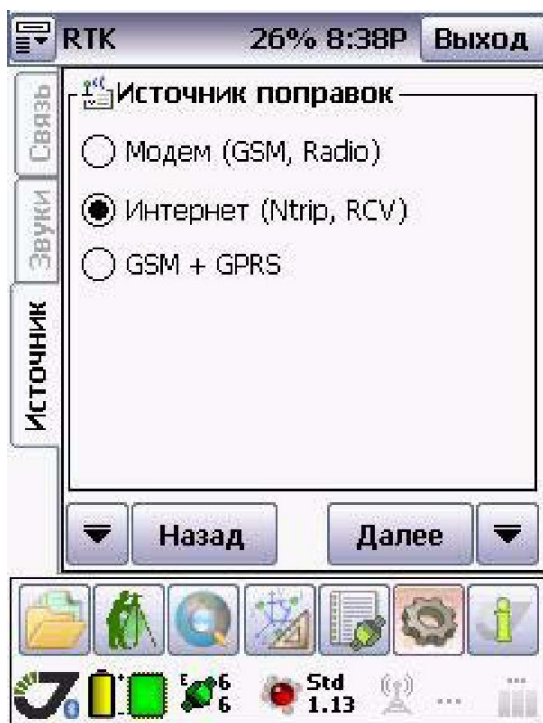 RTK 26% 8:38P Выход
Связь
Звуки
Источник
Источник поправок
Модем (GSM, Radio)
Интернет (Ntrip, RCV)
GSM + GPRS
Назад Далее
E 6 Std
6 1.13 ...